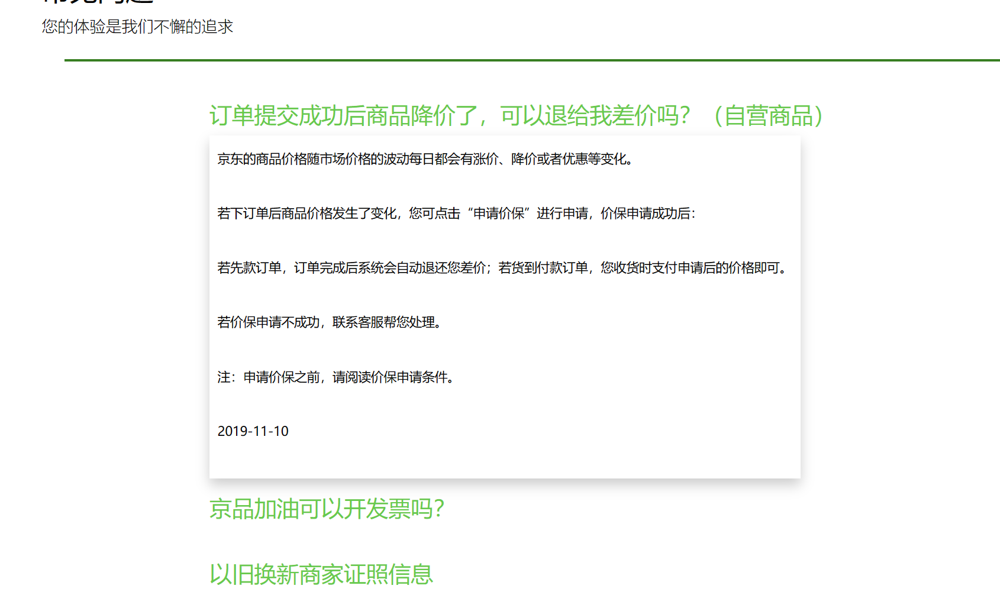 您的体验是我们不懈的追求
订单提交成功后商品降价了，可以退给我差价吗？（自营商品）
京东的商品价格随市场价格的波动每日都会有涨价、降价或者优惠等变化。
若下订单后商品价格发生了变化，您可点击“申请价保”进行申请，价保申请成功后：
若先款订单，订单完成后系统会自动退还您差价；若货到付款订单，您收货时支付申请后的价格即可。
若价保申请不成功，联系客服帮您处理。
注：申请价保之前，请阅读价保申请条件。
2019-11-10
京品加油可以开发票吗？
以旧换新商家证照信息